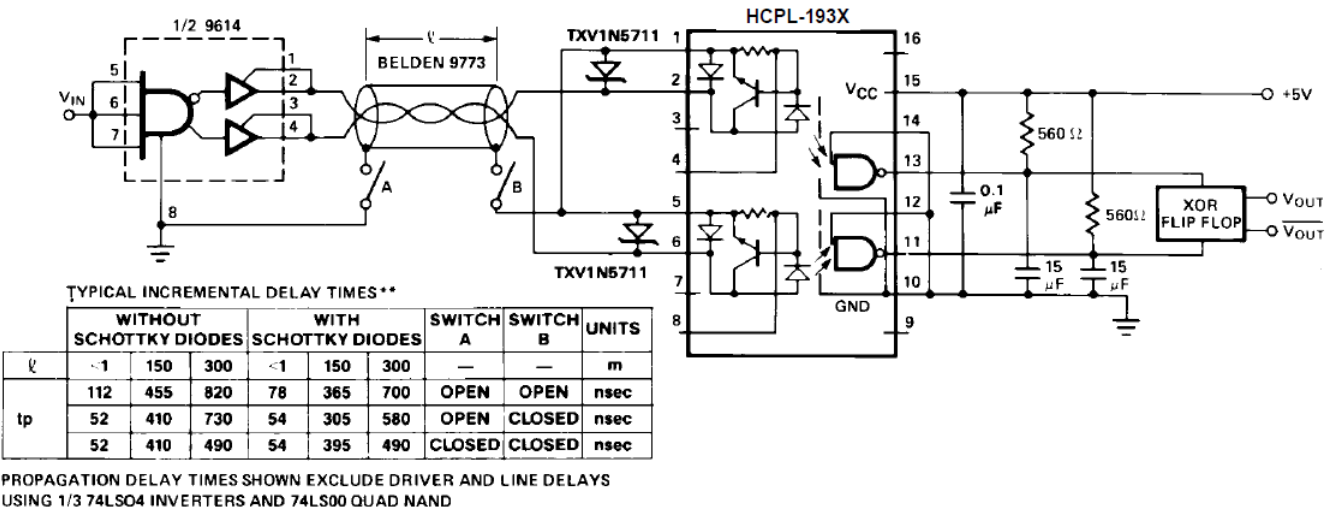 HCPL-193X
1/2 9614
5
6
7
V_IN
1
2
3
4
8
ℓ
BELDEN 9773
A
B
TXV1N5711
TXV1N5711
1
2
3
4
5
6
7
8
16
15
14
13
12
11
10
9
VCC
GND
+5V
560 Ω
560Ω
0.1
μF
15
μF
15
μF
XOR
FLIP FLOP
VOUT
VOUT
TYPICAL INCREMENTAL DELAY TIMES**
WITHOUT SCHOTTKY DIODES WITH SCHOTTKY DIODES SWITCH A SWITCH B UNITS
ℓ <1 150 300 <1 150 300 — — m
112 455 820 78 365 700 OPEN OPEN nsec
tp 52 410 730 54 305 580 OPEN CLOSED nsec
52 410 490 54 395 490 CLOSED CLOSED nsec
PROPAGATION DELAY TIMES SHOWN EXCLUDE DRIVER AND LINE DELAYS
USING 1/3 74LSO4 INVERTERS AND 74LS00 QUAD NAND